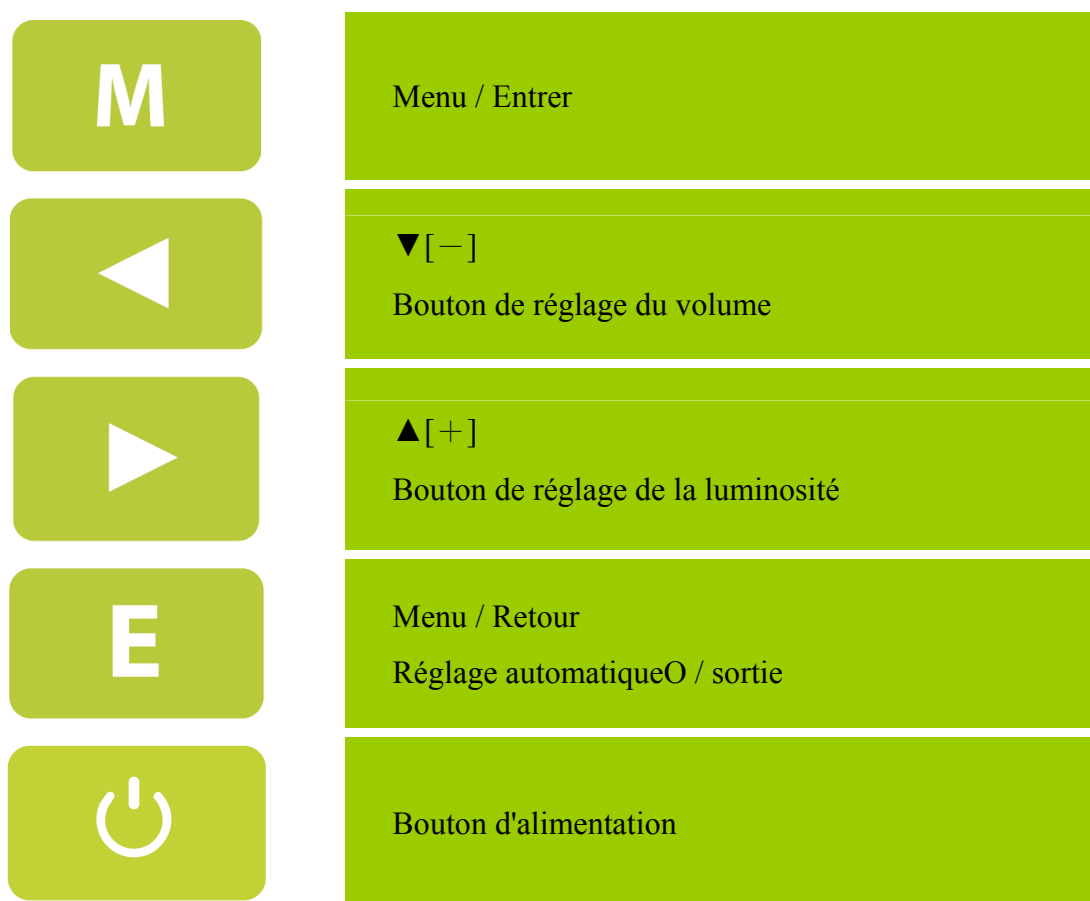 M
Menu / Entrer
◀
▼[－]
Bouton de réglage du volume
▶
▲[＋]
Bouton de réglage de la luminosité
E
Menu / Retour
Réglage automatiqueO / sortie
Bouton d'alimentation